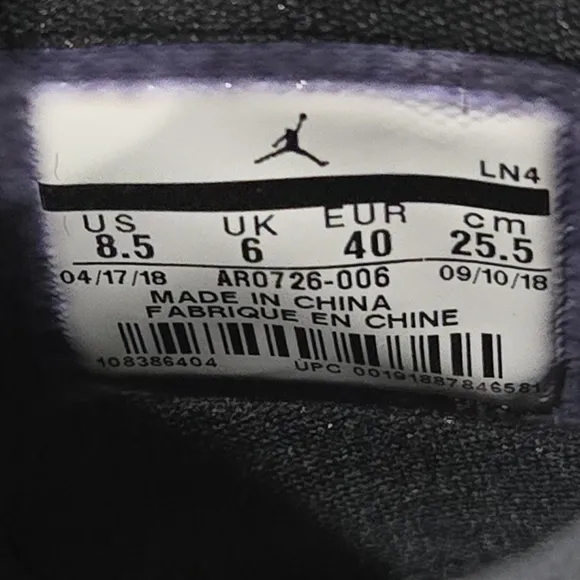 LN4
US UK EUR cm
8.5 6 40 25.5
04/17/18 AR0726-006 09/10/18
MADE IN CHINA
FABRIQUE EN CHINE
108386404 UPC 00191887846581